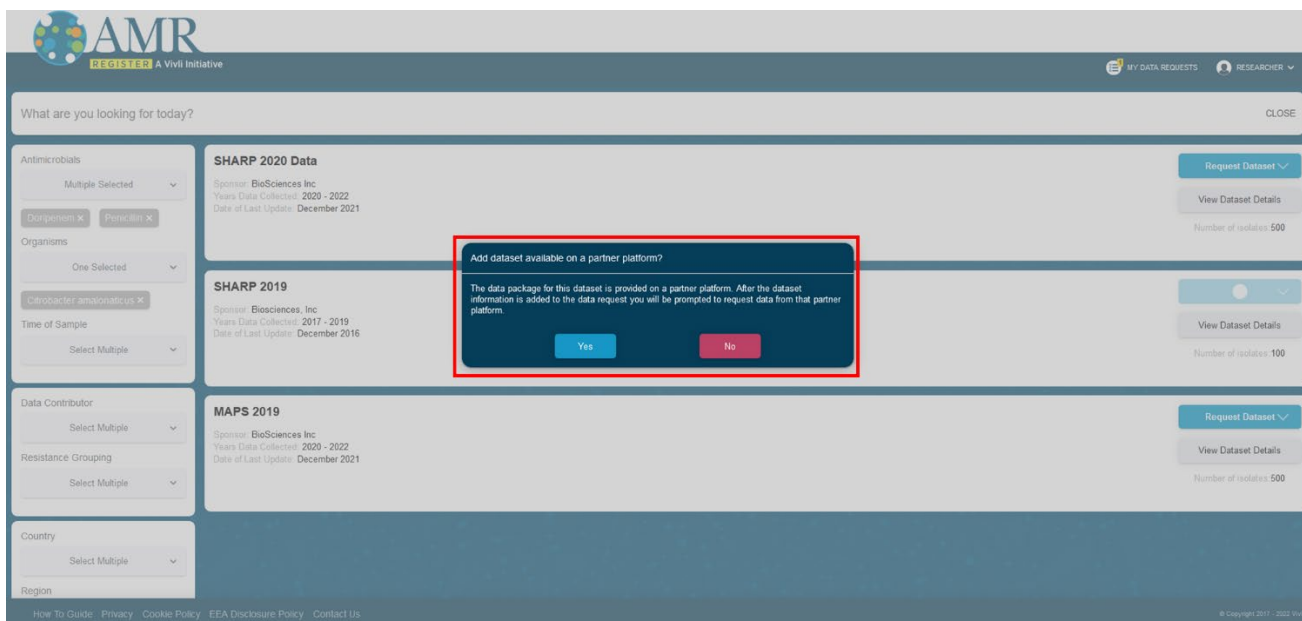 AMR
REGISTER A Vivli Initiative
MY DATA REQUESTS
RESEARCHER
What are you looking for today?
CLOSE
Antimicrobials
Multiple Selected
Doripenem ×
Penicillin ×
Organisms
One Selected
Citrobacter amalonaticus ×
Time of Sample
Select Multiple
Data Contributor
Select Multiple
Resistance Grouping
Select Multiple
Country
Select Multiple
Region
SHARP 2020 Data
Sponsor: BioSciences Inc
Years Data Collected: 2020 - 2022
Date of Last Update: December 2021
Request Dataset
View Dataset Details
Number of isolates: 500
Add dataset available on a partner platform?
The data package for this dataset is provided on a partner platform. After the dataset
information is added to the data request you will be prompted to request data from that partner
platform.
Yes
No
SHARP 2019
Sponsor: Biosciences, Inc
Years Data Collected: 2017 - 2019
Date of Last Update: December 2016
View Dataset Details
Number of isolates: 100
MAPS 2019
Sponsor: BioSciences Inc
Years Data Collected: 2020 - 2022
Date of Last Update: December 2021
Request Dataset
View Dataset Details
Number of isolates: 500
How To Guide Privacy Cookie Policy EEA Disclosure Policy Contact Us
© Copyright 2017 - 2022